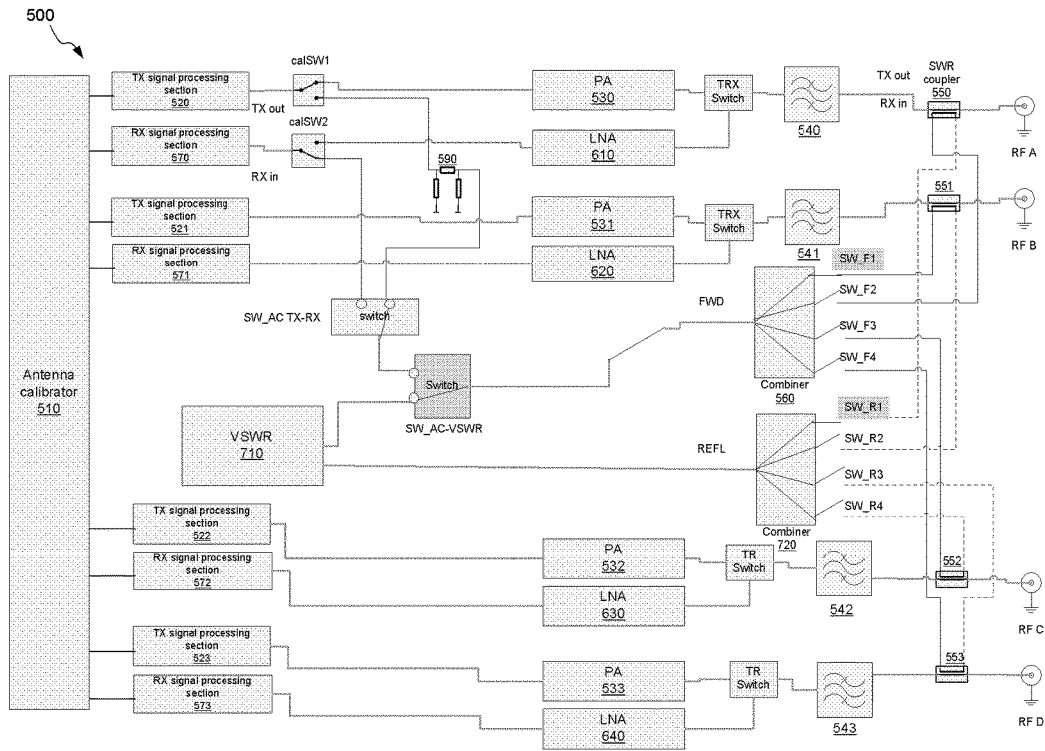 500
TX signal processing
section
520
calSW1
TX out
PA
530
TRX
Switch
540
TX out
RX in
SWR
coupler
550
RF A
RX signal processing
section
570
calSW2
RX in
LNA
610
590
TX signal processing
section
521
PA
531
TRX
Switch
541
551
RF B
RX signal processing
section
571
LNA
620
SW_F1
SW_F2
SW_F3
SW_F4
FWD
Combiner
560
switch
SW_AC TX-RX
Antenna
calibrator
510
Switch
SW_AC-VSWR
VSWR
710
REFL
SW_R1
SW_R2
SW_R3
SW_R4
Combiner
720
TX signal processing
section
522
PA
532
TR
Switch
542
552
RF C
RX signal processing
section
572
LNA
630
TX signal processing
section
523
PA
533
TR
Switch
543
553
RF D
RX signal processing
section
573
LNA
640